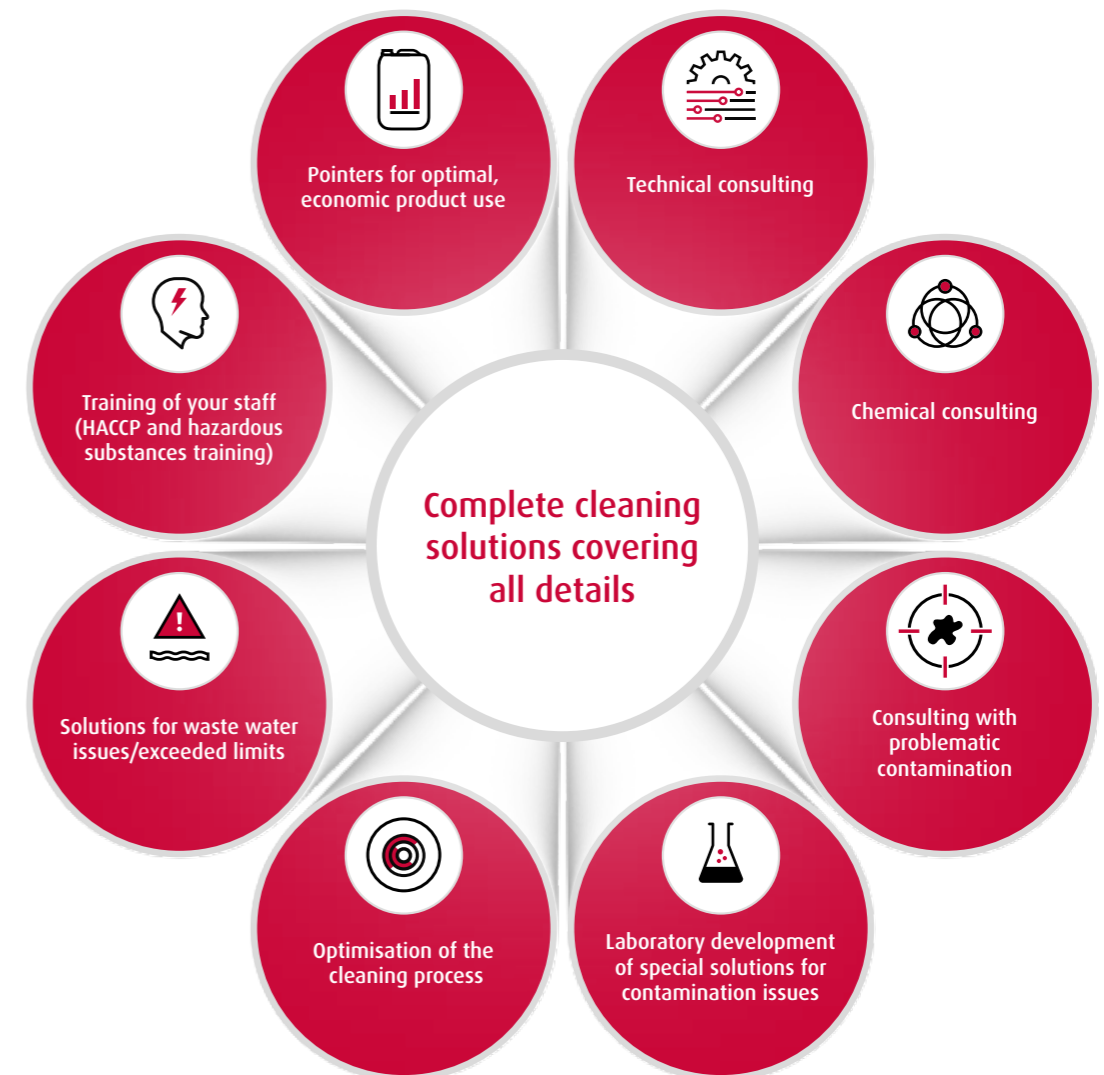 Pointers for optimal,
economic product use
Technical consulting
Training of your staff
(HACCP and hazardous
substances training)
Chemical consulting
Complete cleaning
solutions covering
all details
Solutions for waste water
issues/exceeded limits
Consulting with
problematic
contamination
Optimisation of the
cleaning process
Laboratory development
of special solutions for
contamination issues